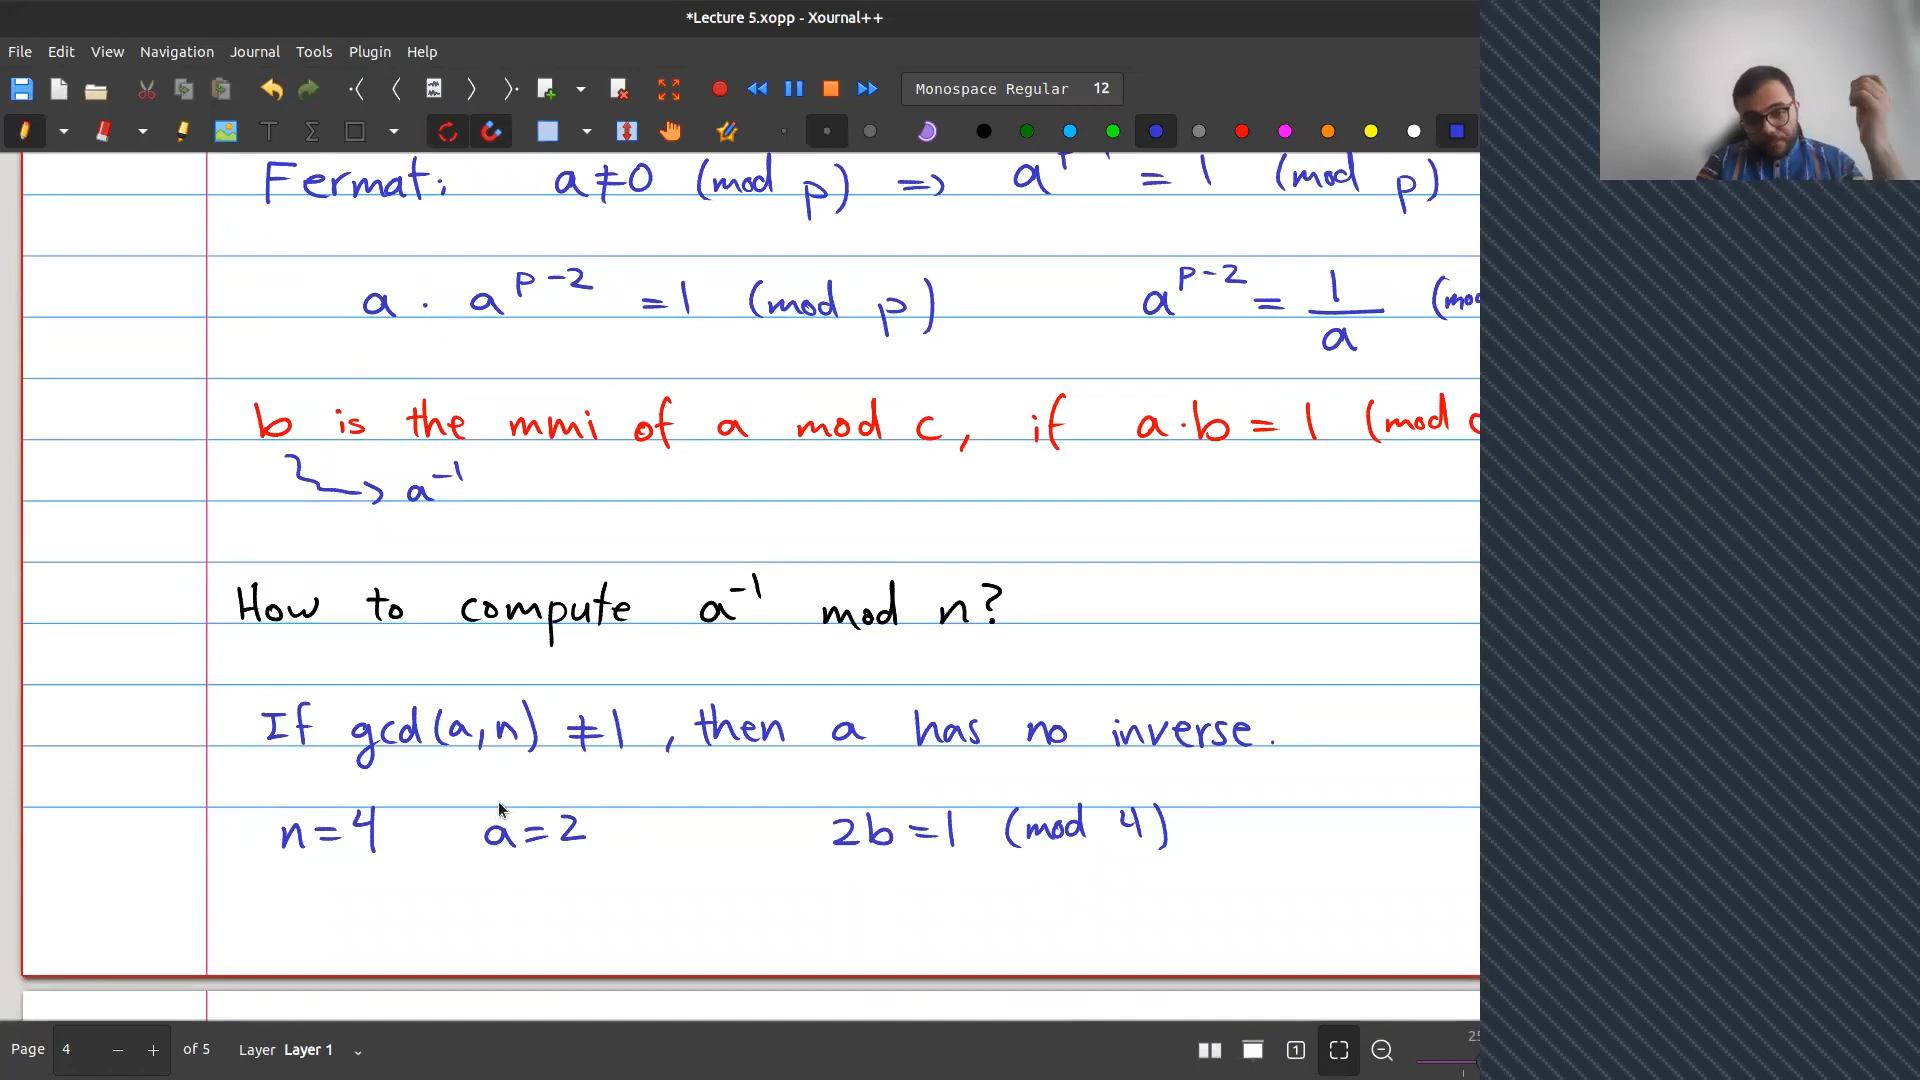 *Lecture 5.xopp - Xournal++
File Edit View Navigation Journal Tools Plugin Help
Monospace Regular 12
Fermat: a≠0 (mod p) => a = 1 (mod p)
a · a^{p-2} = 1 (mod p) a^{p-2} = 1/a (mod
b is the mmi of a mod c, if a·b = 1 (mod c
a^{-1}
How to compute a^{-1} mod n?
If gcd(a,n) ≠ 1, then a has no inverse.
n=4 a=2 2b=1 (mod 4)
Page 4 − + of 5 Layer Layer 1